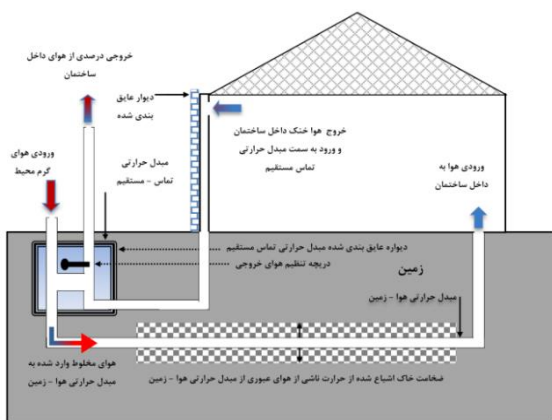 خروجی درصدی از هوای داخل
ساختمان
دیوار عایق
بندی شده
خروج هوا خنک داخل ساختمان
و ورود به سمت مبدل حرارتی
تماس مستقیم
ورودی هوای
گرم محیط
مبدل حرارتی
تماس - مستقیم
ورودی هوا به
داخل ساختمان
دیواره عایق بندی شده مبدل حرارتی تماس مستقیم
دریچه تنظیم هوای خروجی
زمین
مبدل حرارتی هوا - زمین
هوای مخلوط وارد شده به
مبدل حرارتی هوا - زمین
ضخامت خاک اشباع شده از حرارت ناشی از هوای عبوری از مبدل حرارتی هوا - زمین